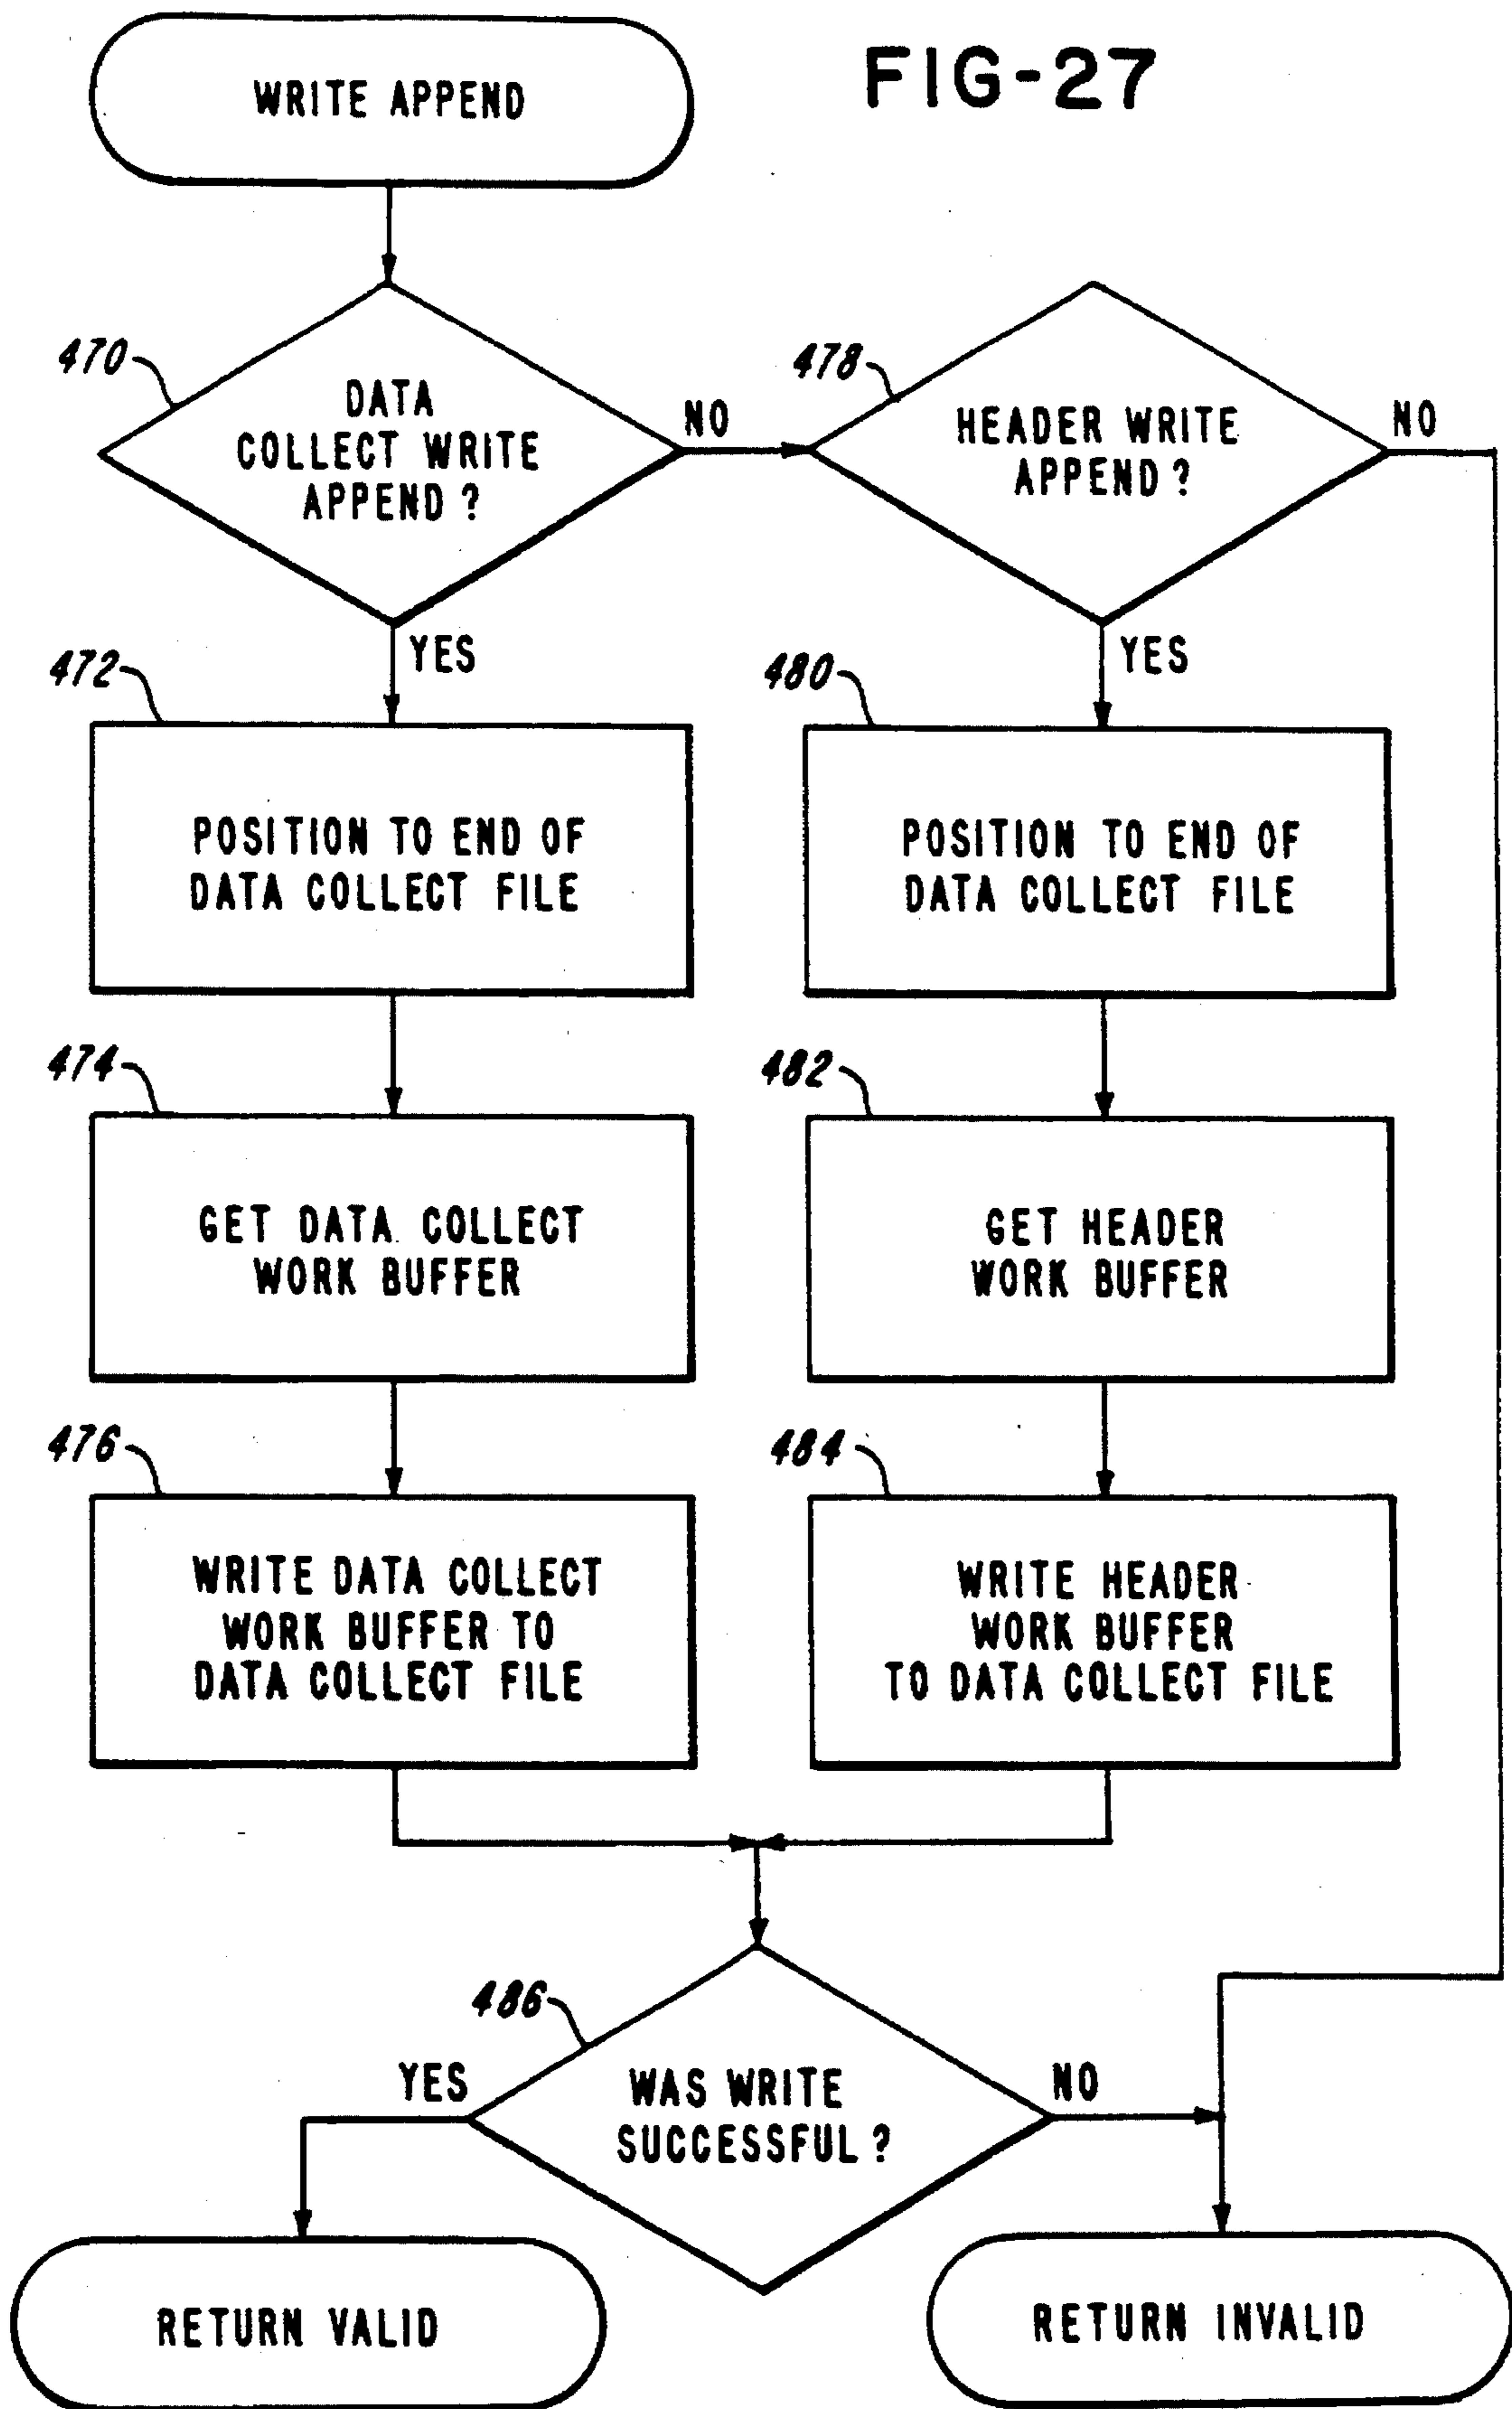 FIG-27
WRITE APPEND
470
DATA
COLLECT WRITE
APPEND?
NO
478
HEADER WRITE
APPEND?
NO
YES
YES
472
POSITION TO END OF
DATA COLLECT FILE
480
POSITION TO END OF
DATA COLLECT FILE
474
GET DATA COLLECT
WORK BUFFER
482
GET HEADER
WORK BUFFER
476
WRITE DATA COLLECT
WORK BUFFER TO
DATA COLLECT FILE
484
WRITE HEADER
WORK BUFFER
TO DATA COLLECT FILE
486
YES
WAS WRITE
SUCCESSFUL?
NO
RETURN VALID
RETURN INVALID